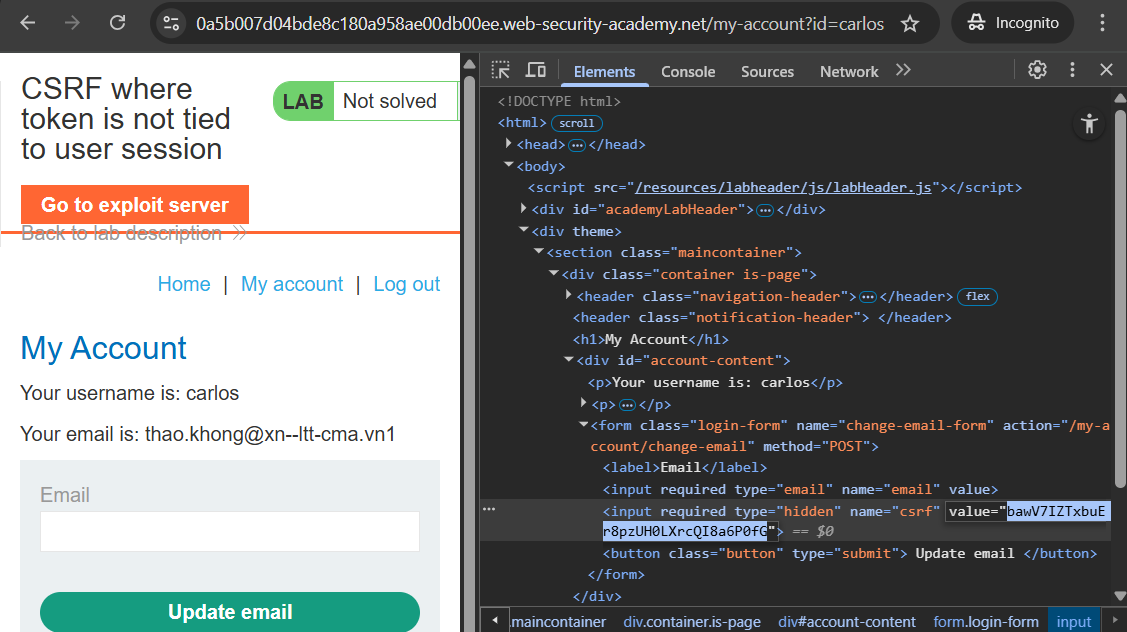 0a5b007d04bde8c180a958ae00db00ee.web-security-academy.net/my-account?id=carlos
Incognito
CSRF where
token is not tied
to user session
LAB Not solved
Go to exploit server
Back to lab description
Home | My account | Log out
My Account
Your username is: carlos
Your email is: thao.khong@xn--ltt-cma.vn1
Email
Update email
Elements Console Sources Network
<!DOCTYPE html>
<html> scroll
<head> ··· </head>
<body>
<script src="/resources/labheader/js/labHeader.js"></script>
<div id="academyLabHeader"> ··· </div>
<div theme>
<section class="maincontainer">
<div class="container is-page">
<header class="navigation-header"> ··· </header> flex
<header class="notification-header"> </header>
<h1>My Account</h1>
<div id="account-content">
<p>Your username is: carlos</p>
<p> ··· </p>
<form class="login-form" name="change-email-form" action="/my-a
ccount/change-email" method="POST">
<label>Email</label>
<input required type="email" name="email" value>
<input required type="hidden" name="csrf" value="bawV7IZTxbuE
r8pzUH0LXrcQI8a6P0fG"> == $0
<button class="button" type="submit"> Update email </button>
</form>
</div>
.maincontainer div.container.is-page div#account-content form.login-form input